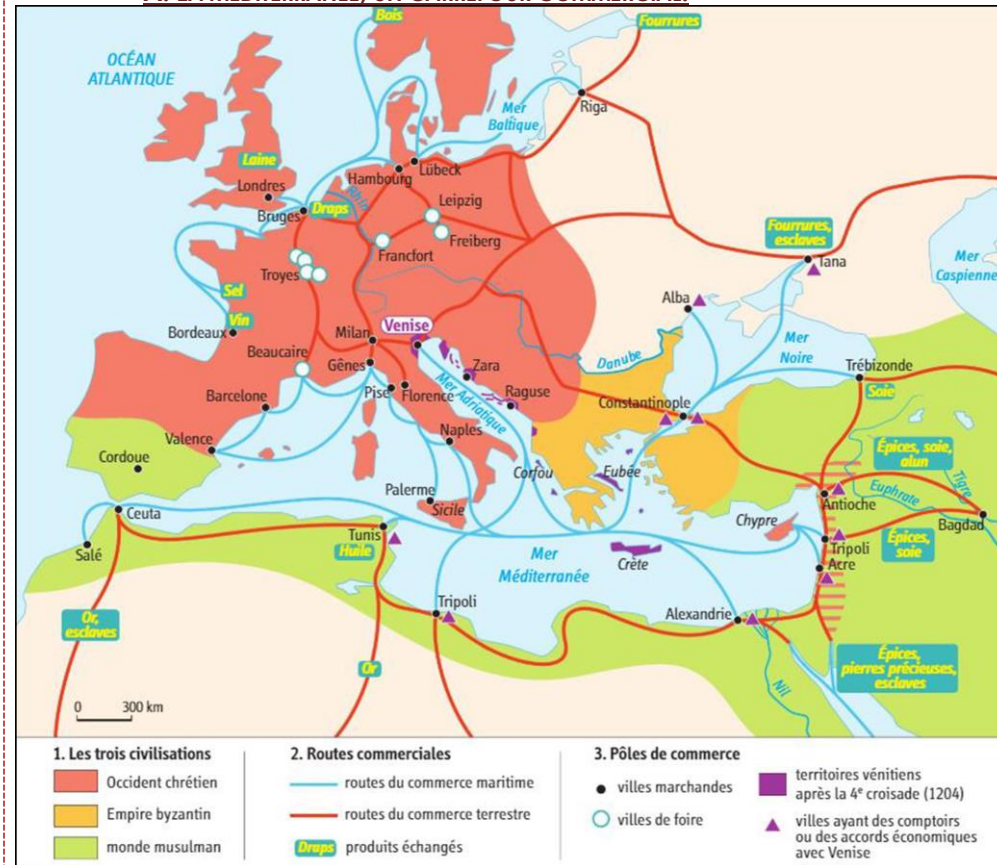 A. LA MEDITERRANEE, UN CARREFOUR COMMERCIAL
OCÉAN
ATLANTIQUE
Bois
Fourrures
Mer
Baltique
Riga
Laine
Londres
Hambourg
Lübeck
Bruges
Draps
Rhin
Leipzig
Freiberg
Francfort
Troyes
Fourrures,
esclaves
Tana
Mer
Caspienne
Sel
Vin
Bordeaux
Milan
Venise
Alba
Beaucaire
Gênes
Zara
Danube
Mer
Noire
Trébizonde
Soie
Pise
Florence
Mer Adriatique
Raguse
Constantinople
Barcelone
Valence
Naples
Cordoue
Corfou
Eubée
Épices, soie,
alun
Tigre
Euphrate
Palerme
Sicile
Antioche
Bagdad
Ceuta
Chypre
Salé
Tunis
Huile
Tripoli
Épices,
soie
Mer
Méditerranée
Crète
Acre
Or,
esclaves
Tripoli
Alexandrie
Or
Épices,
pierres précieuses,
esclaves
Nil
0 300 km
1. Les trois civilisations
Occident chrétien
Empire byzantin
monde musulman
2. Routes commerciales
routes du commerce maritime
routes du commerce terrestre
Draps produits échangés
3. Pôles de commerce
villes marchandes
villes de foire
territoires vénitiens
après la 4e croisade (1204)
villes ayant des comptoirs
ou des accords économiques
avec Venise